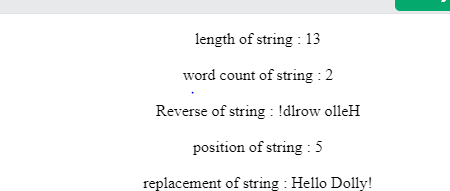 length of string : 13
word count of string : 2
Reverse of string : !dlrow olleH
position of string : 5
replacement of string : Hello Dolly!